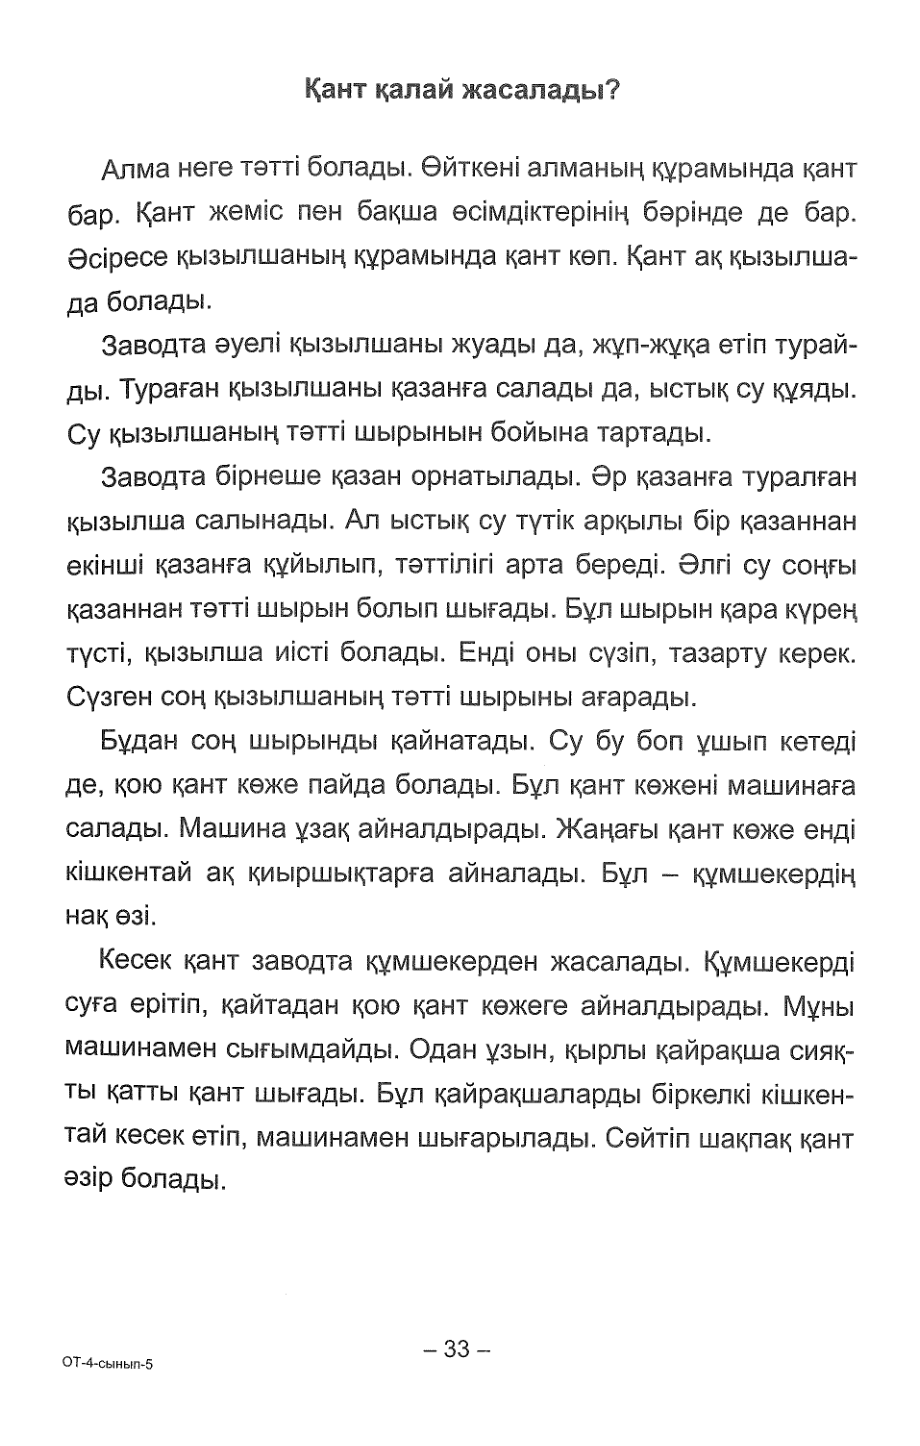 Қант қалай жасалады?
Алма неге тәтті болады. Өйткені алманың құрамында қант
бар. Қант жеміс пен бақша өсімдіктерінің бәрінде де бар.
Әсіресе қызылшаның құрамында қант көп. Қант ақ қызылша-
да болады.
Заводта әуелі қызылшаны жуады да, жұп-жұқа етіп турай-
ды. Тураған қызылшаны қазанға салады да, ыстық су құяды.
Су қызылшаның тәтті шырынын бойына тартады.
Заводта бірнеше қазан орнатылады. Әр қазанға туралған
қызылша салынады. Ал ыстық су түтік арқылы бір қазаннан
екінші қазанға құйылып, тәттілігі арта береді. Әлгі су соңғы
қазаннан тәтті шырын болып шығады. Бұл шырын қара күрең
түсті, қызылша иісті болады. Енді оны сүзіп, тазарту керек.
Сүзген соң қызылшаның тәтті шырыны ағарады.
Бұдан соң шырынды қайнатады. Су бу боп ұшып кетеді
де, қою қант көже пайда болады. Бұл қант көжені машинаға
салады. Машина ұзақ айналдырады. Жаңағы қант көже енді
кішкентай ақ қиыршықтарға айналады. Бұл – құмшекердің
нақ өзі.
Кесек қант заводта құмшекерден жасалады. Құмшекерді
суға ерітіп, қайтадан қою қант көжеге айналдырады. Мұны
машинамен сығымдайды. Одан ұзын, қырлы қайрақша сияқ-
ты қатты қант шығады. Бұл қайрақшаларды біркелкі кішкен-
тай кесек етіп, машинамен шығарылады. Сөйтіп шақпақ қант
әзір болады.
– 33 –
ОТ-4-сынып-5